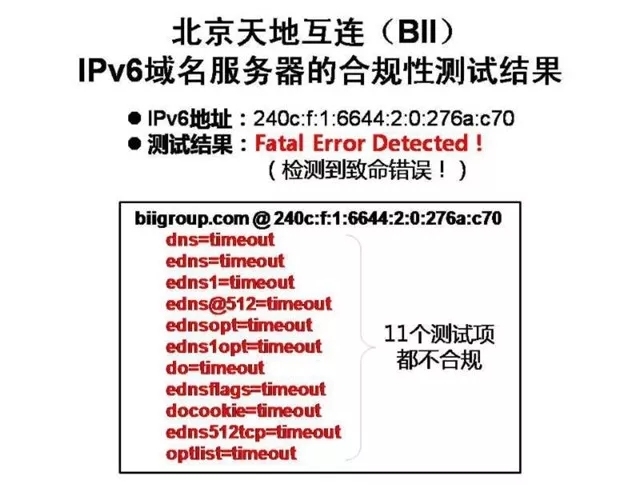 北京天地互连（BII）
IPv6域名服务器的合规性测试结果
● IPv6地址：240c:f:1:6644:2:0:276a:c70
● 测试结果：Fatal Error Detected！
（检测到致命错误！）
biigroup.com @ 240c:f:1:6644:2:0:276a:c70
dns=timeout
edns=timeout
edns1=timeout
edns@512=timeout
ednsopt=timeout
edns1opt=timeout
do=timeout
ednsflags=timeout
docookie=timeout
edns512tcp=timeout
optlist=timeout
11个测试项
都不合规